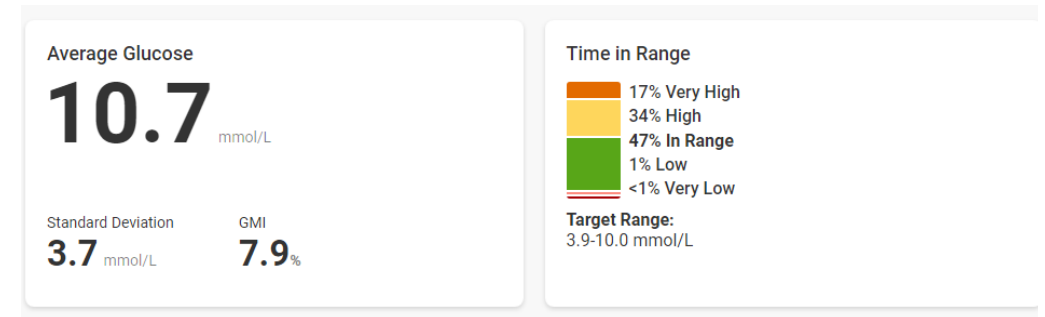 Average Glucose
10.7 mmol/L
Standard Deviation
3.7 mmol/L
GMI
7.9%
Time in Range
17% Very High
34% High
47% In Range
1% Low
<1% Very Low
Target Range:
3.9-10.0 mmol/L